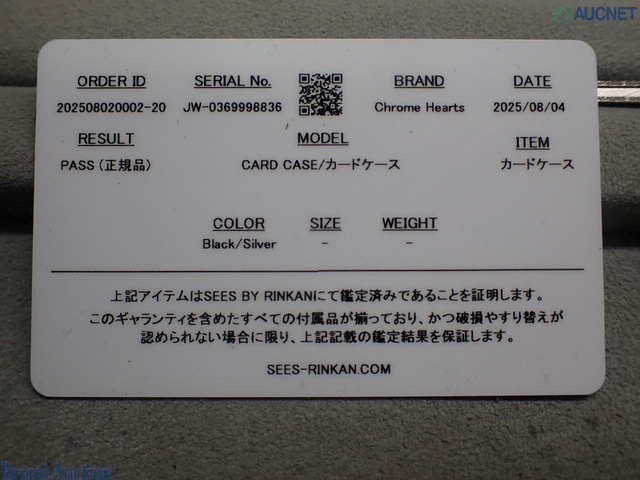 AUCNET
ORDER ID SERIAL No. BRAND DATE
202508020002-20 JW-0369998836 Chrome Hearts 2025/08/04
RESULT MODEL ITEM
PASS (正規品) CARD CASE/カードケース カードケース
COLOR SIZE WEIGHT
Black/Silver - -
上記アイテムはSEES BY RINKANにて鑑定済みであることを証明します。
このギャランティを含めたすべての付属品が揃っており、かつ破損やすり替えが
認められない場合に限り、上記記載の鑑定結果を保証します。
SEES-RINKAN.COM
Brand Auction